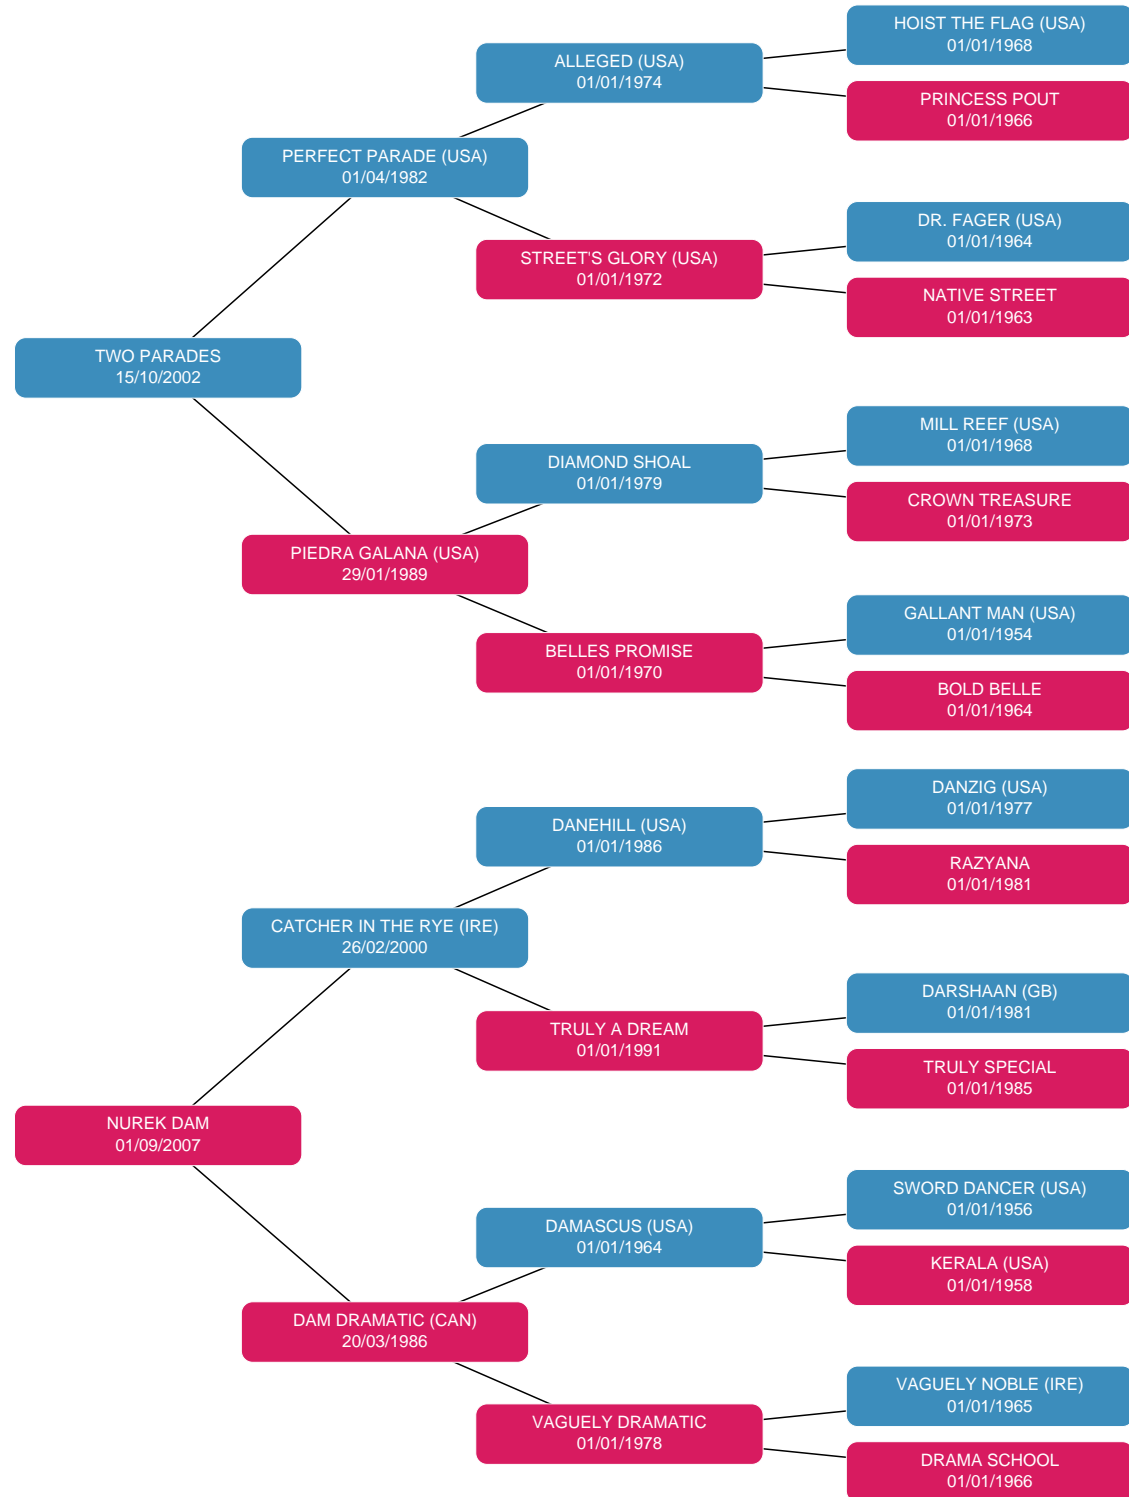 HOIST THE FLAG (USA)
01/01/1968
ALLEGED (USA)
01/01/1974
PRINCESS POUT
01/01/1966
PERFECT PARADE (USA)
01/04/1982
DR. FAGER (USA)
01/01/1964
STREET'S GLORY (USA)
01/01/1972
NATIVE STREET
01/01/1963
TWO PARADES
15/10/2002
MILL REEF (USA)
01/01/1968
DIAMOND SHOAL
01/01/1979
CROWN TREASURE
01/01/1973
PIEDRA GALANA (USA)
29/01/1989
GALLANT MAN (USA)
01/01/1954
BELLES PROMISE
01/01/1970
BOLD BELLE
01/01/1964
DANZIG (USA)
01/01/1977
DANEHILL (USA)
01/01/1986
RAZYANA
01/01/1981
CATCHER IN THE RYE (IRE)
26/02/2000
DARSHAAN (GB)
01/01/1981
TRULY A DREAM
01/01/1991
TRULY SPECIAL
01/01/1985
NUREK DAM
01/09/2007
SWORD DANCER (USA)
01/01/1956
DAMASCUS (USA)
01/01/1964
KERALA (USA)
01/01/1958
DAM DRAMATIC (CAN)
20/03/1986
VAGUELY NOBLE (IRE)
01/01/1965
VAGUELY DRAMATIC
01/01/1978
DRAMA SCHOOL
01/01/1966